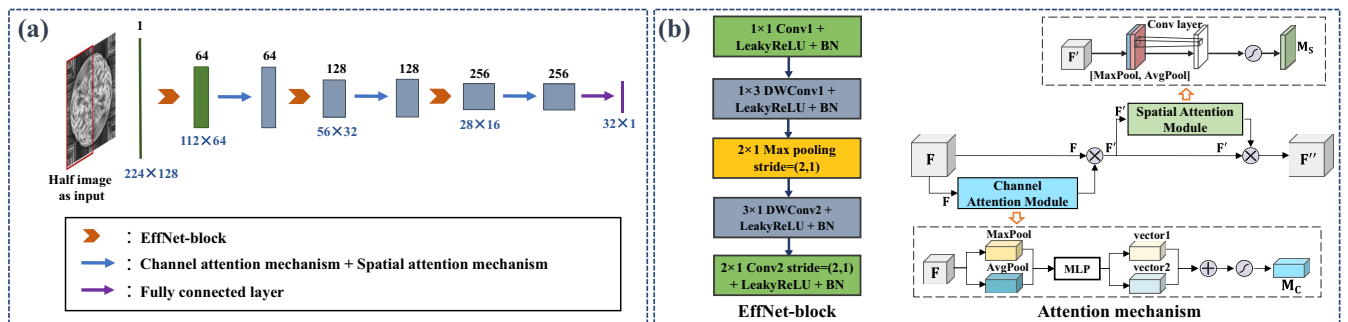 (a)
1
64
64
128
128
256
256
112×64
56×32
28×16
32×1
Half image
as input
224×128
: EffNet-block
: Channel attention mechanism + Spatial attention mechanism
: Fully connected layer
(b)
1×1 Conv1 +
LeakyReLU + BN
1×3 DWConv1 +
LeakyReLU + BN
2×1 Max pooling
stride=(2,1)
3×1 DWConv2 +
LeakyReLU + BN
2×1 Conv2 stride=(2,1)
+ LeakyReLU + BN
EffNet-block
Conv layer
F'
M_S
[MaxPool, AvgPool]
F'
Spatial Attention
Module
F
F
F'
F'
F''
F
Channel
Attention Module
MaxPool
vector1
F
AvgPool
MLP
vector2
M_C
Attention mechanism